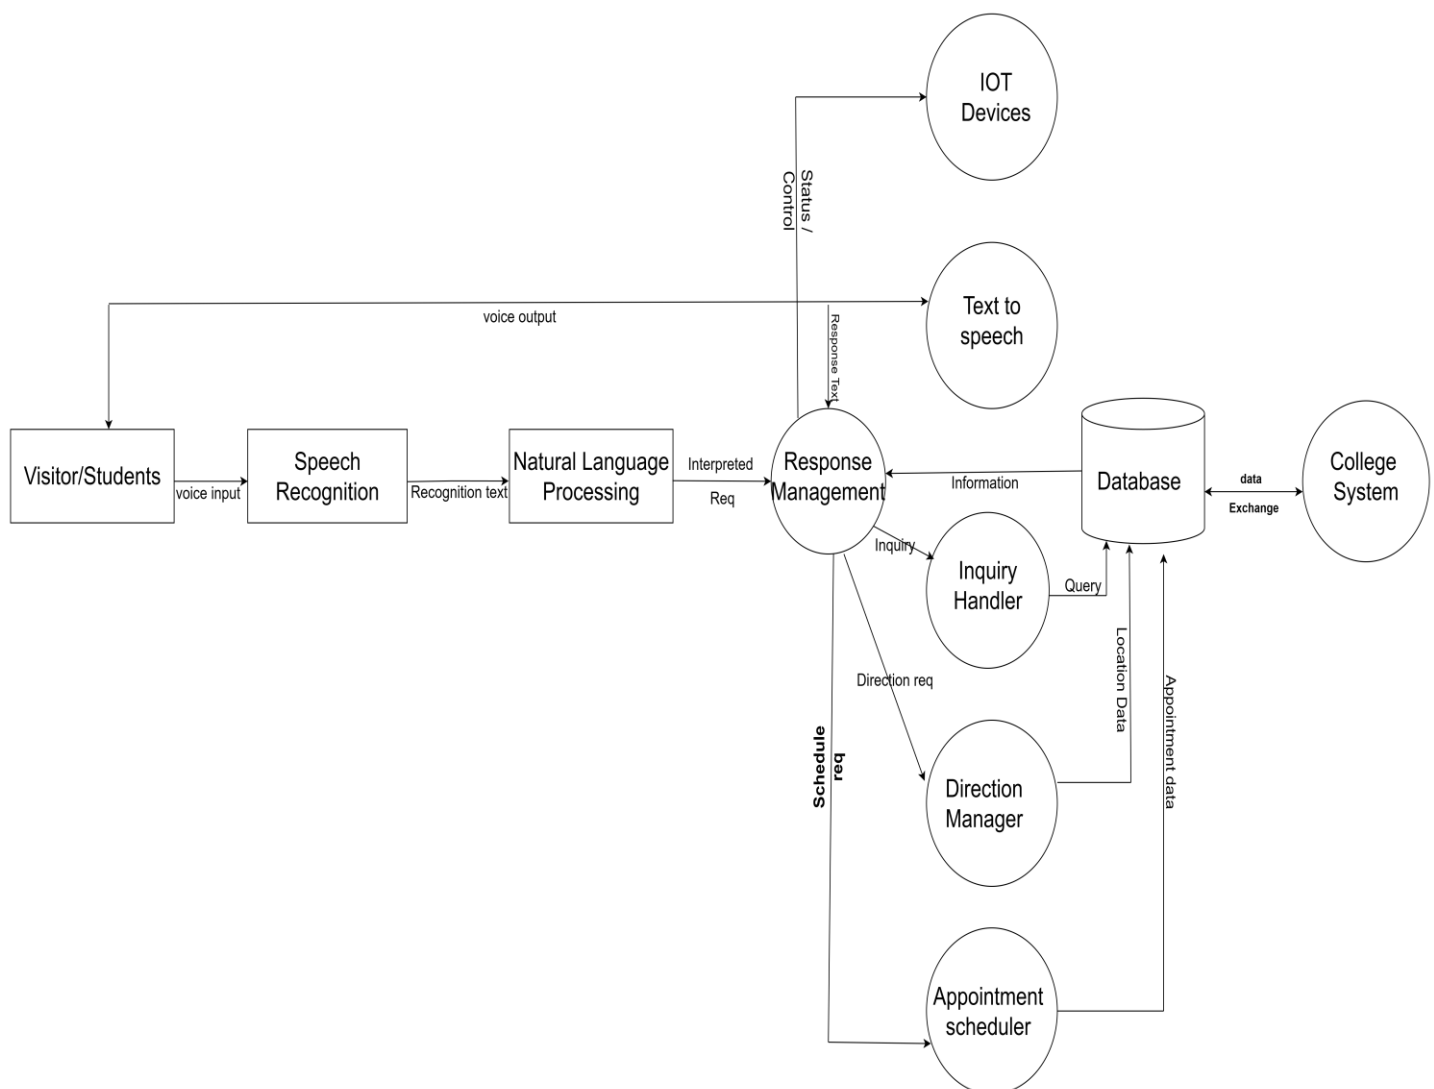 IOT
Devices
Status /
Control
Text to
speech
voice output
Response Text
Visitor/Students
voice input
Speech
Recognition
Recognition text
Natural Language
Processing
Interpreted
Req
Response
Management
Information
Database
data
Exchange
College
System
Inquiry
Inquiry
Handler
Query
Direction req
Location Data
Appointment data
Schedule
req
Direction
Manager
Appointment
scheduler